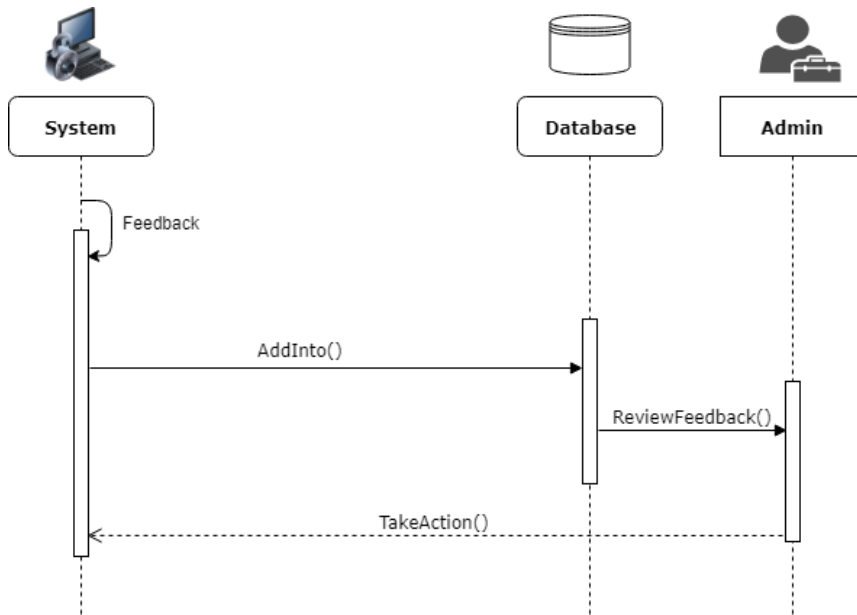 System
Database
Admin
Feedback
AddInto()
ReviewFeedback()
TakeAction()